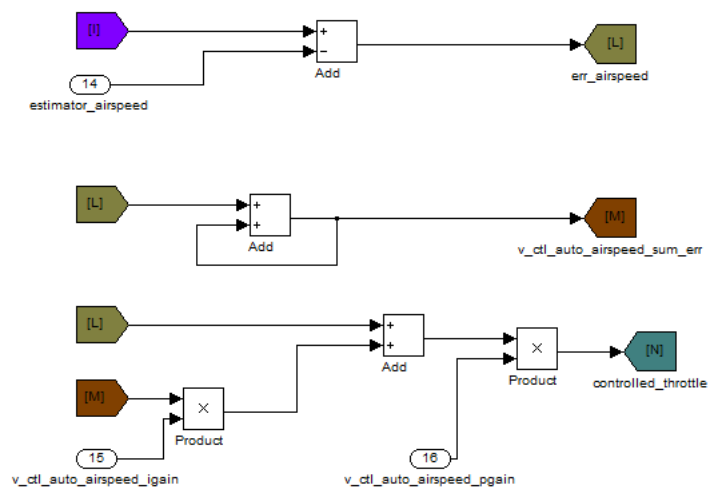 [I]
+
−
Add
[L]
err_airspeed
14
estimator_airspeed
[L]
+
+
Add
[M]
v_ctl_auto_airspeed_sum_err
[L]
+
+
Add
×
Product
[N]
controlled_throttle
[M]
×
Product
15
v_ctl_auto_airspeed_igain
16
v_ctl_auto_airspeed_pgain